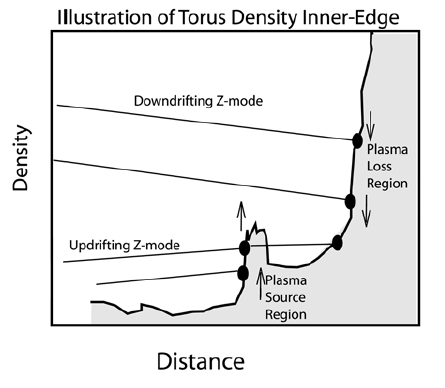 Illustration of Torus Density Inner-Edge
Downdrifting Z-mode
Plasma
Loss
Region
Density
Updrifting Z-mode
Plasma
Source
Region
Distance